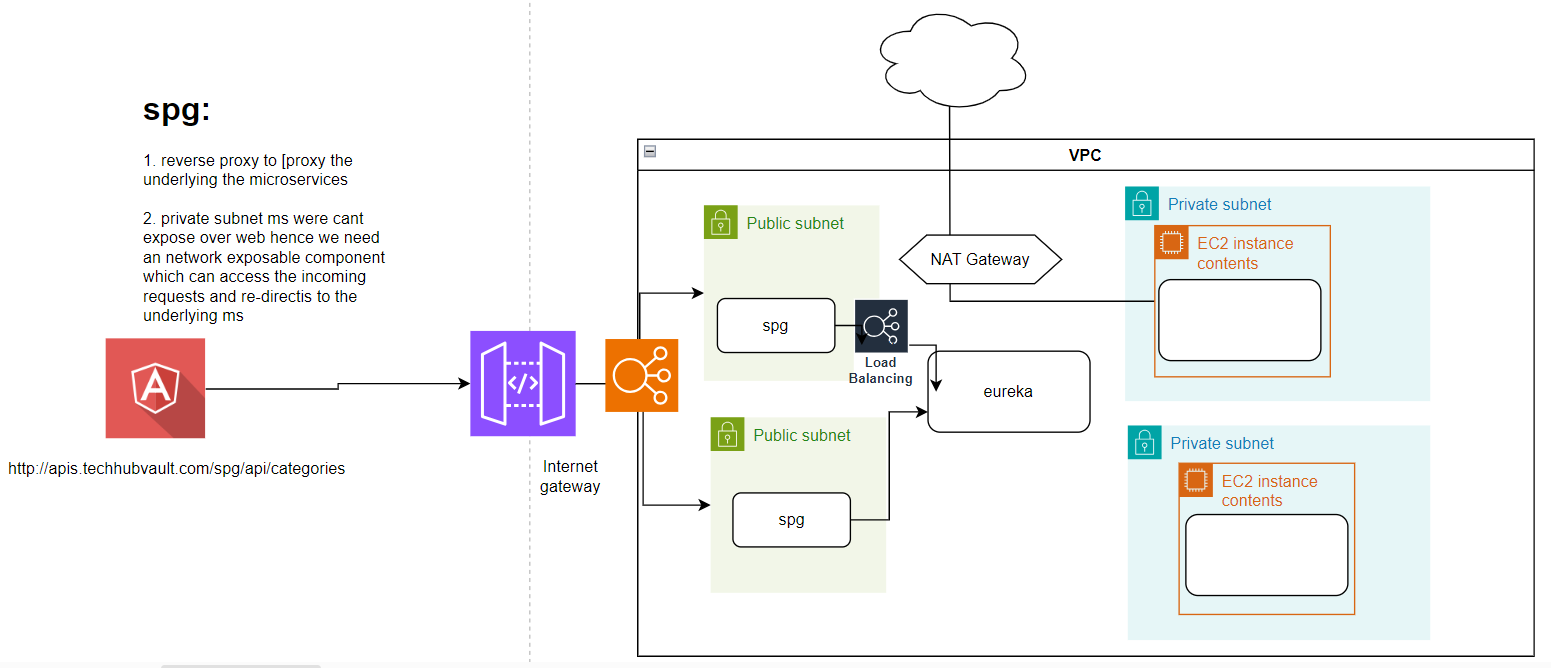 spg:
1. reverse proxy to [proxy the
underlying the microservices
2. private subnet ms were cant
expose over web hence we need
an network exposable component
which can access the incoming
requests and re-directis to the
underlying ms
http://apis.techhubvault.com/spg/api/categories
Internet
gateway
VPC
Public subnet
spg
Load
Balancing
Public subnet
spg
eureka
NAT Gateway
Private subnet
EC2 instance
contents
Private subnet
EC2 instance
contents